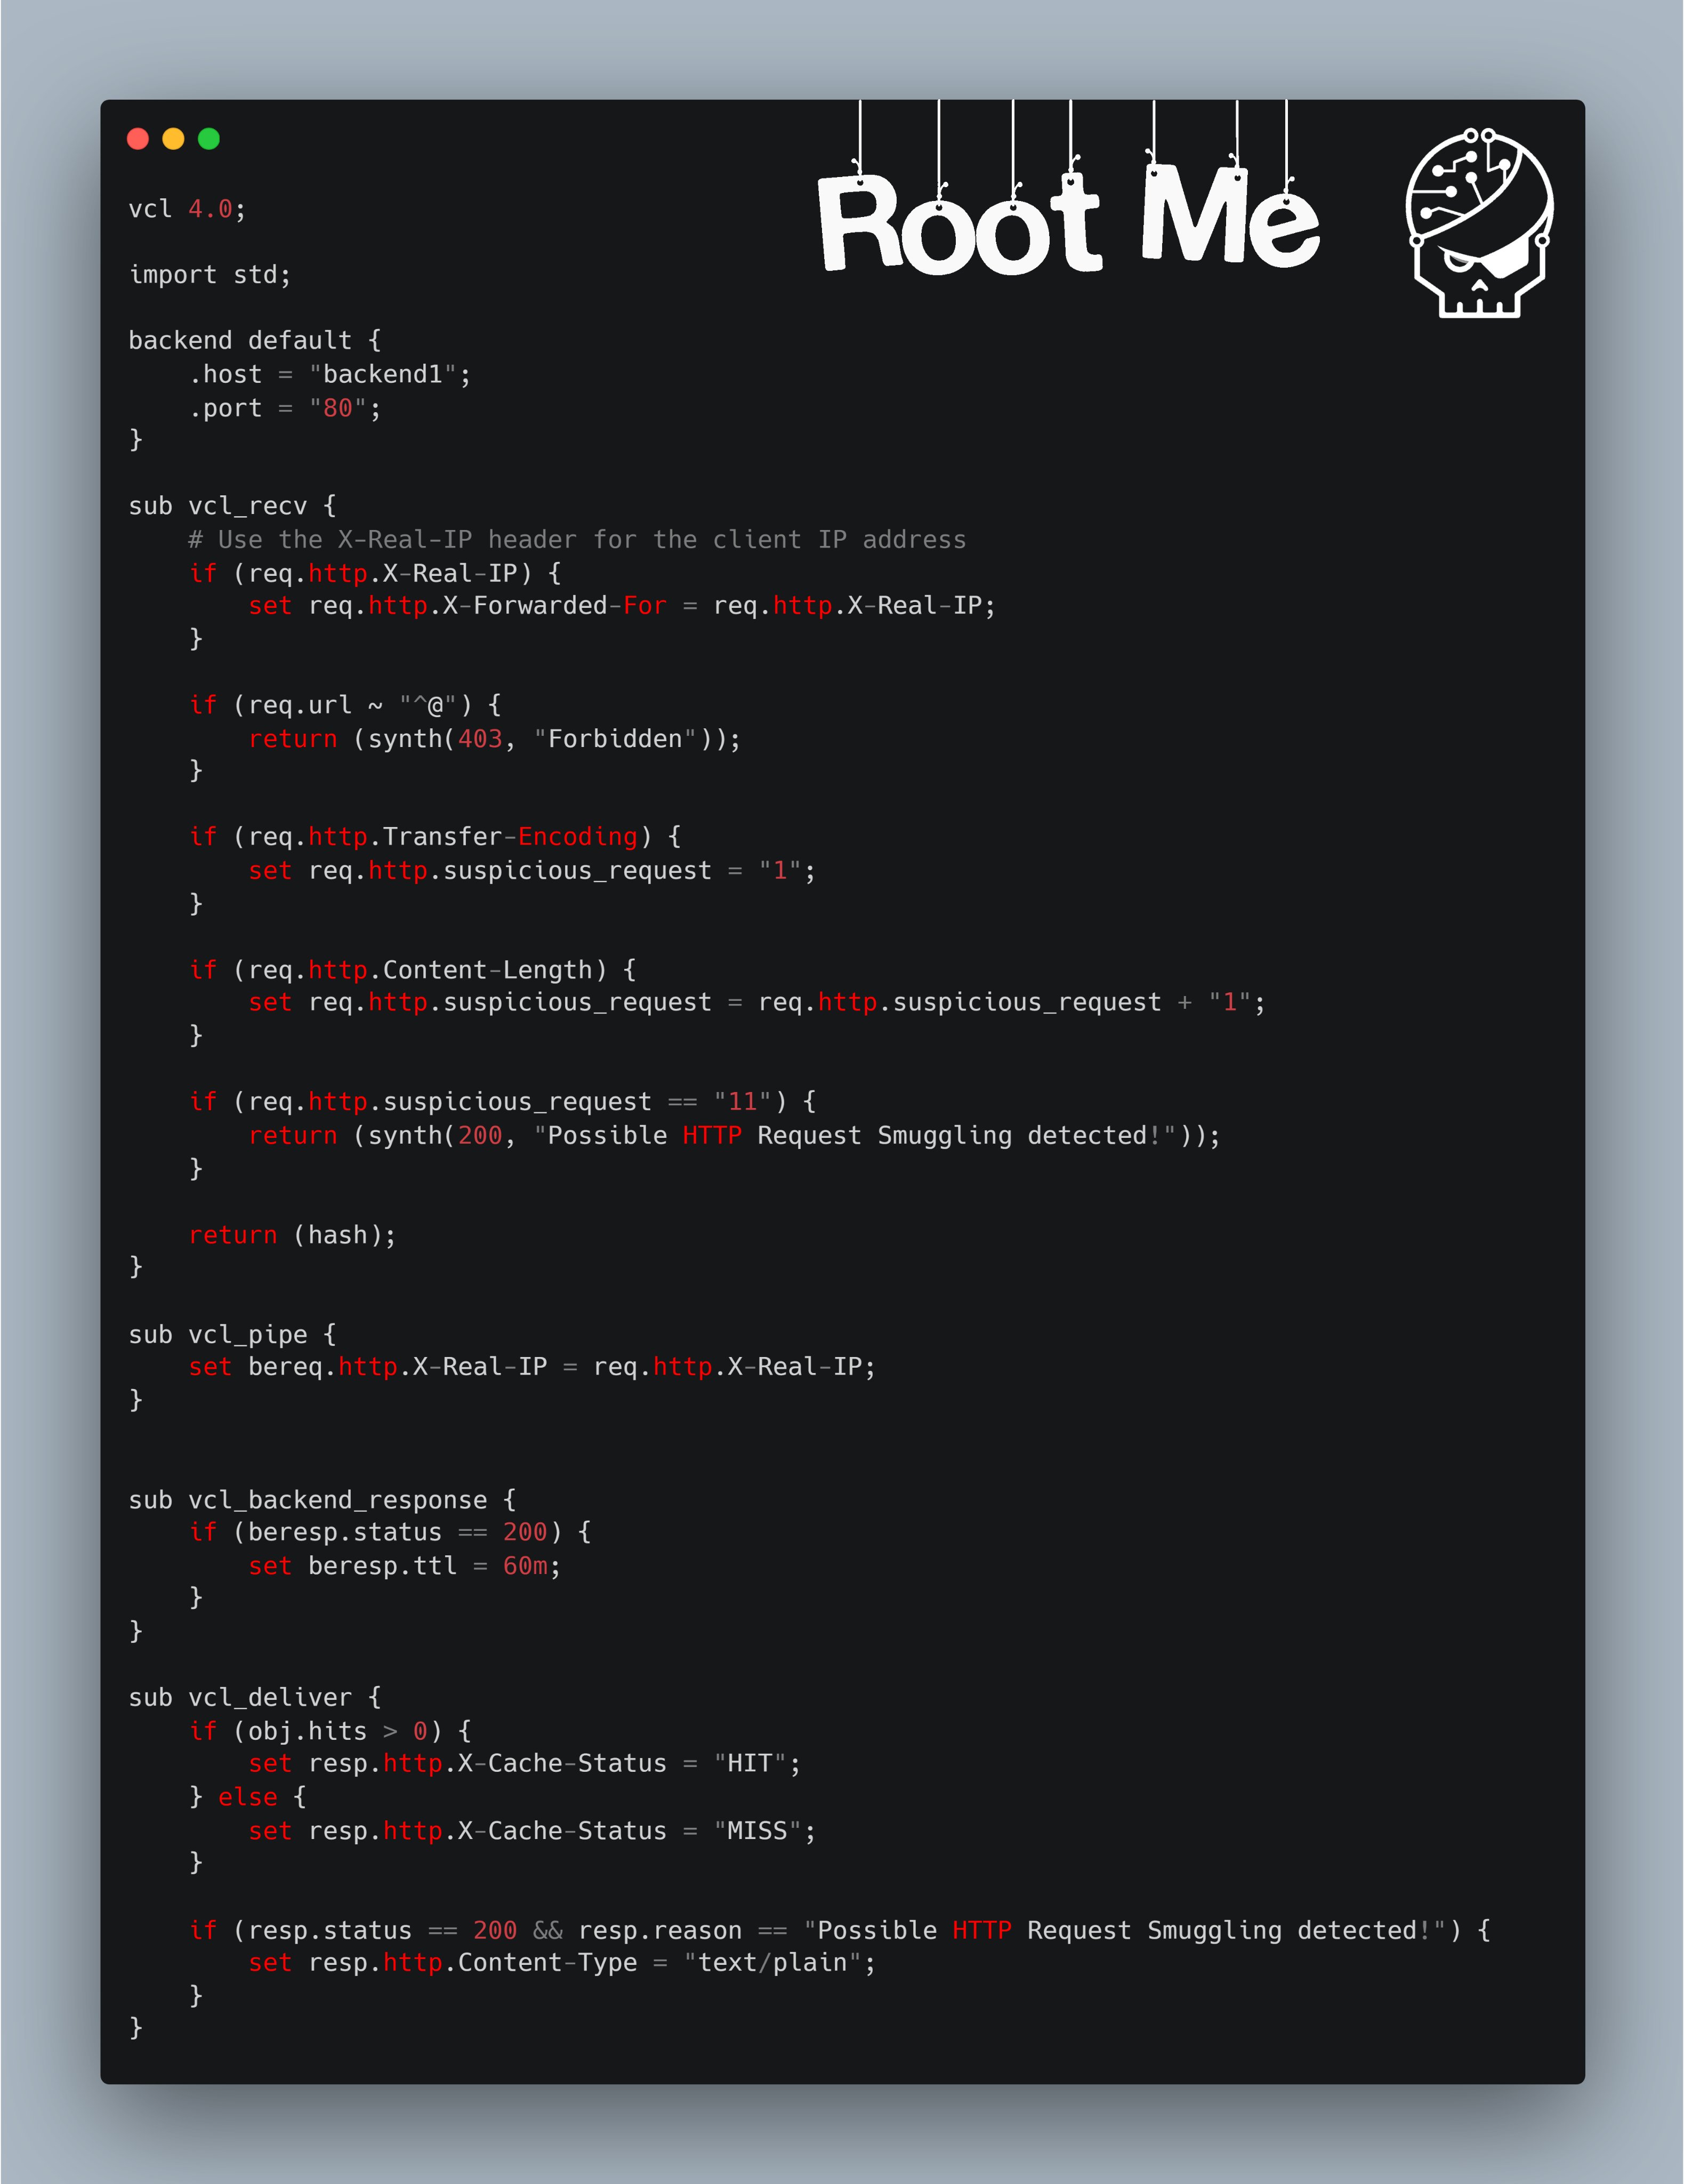 Root Me
vcl 4.0;
import std;
backend default {
    .host = "backend1";
    .port = "80";
}
sub vcl_recv {
    # Use the X-Real-IP header for the client IP address
    if (req.http.X-Real-IP) {
        set req.http.X-Forwarded-For = req.http.X-Real-IP;
    }
    if (req.url ~ "^@") {
        return (synth(403, "Forbidden"));
    }
    if (req.http.Transfer-Encoding) {
        set req.http.suspicious_request = "1";
    }
    if (req.http.Content-Length) {
        set req.http.suspicious_request = req.http.suspicious_request + "1";
    }
    if (req.http.suspicious_request == "11") {
        return (synth(200, "Possible HTTP Request Smuggling detected!"));
    }
    return (hash);
}
sub vcl_pipe {
    set bereq.http.X-Real-IP = req.http.X-Real-IP;
}
sub vcl_backend_response {
    if (beresp.status == 200) {
        set beresp.ttl = 60m;
    }
}
sub vcl_deliver {
    if (obj.hits > 0) {
        set resp.http.X-Cache-Status = "HIT";
    } else {
        set resp.http.X-Cache-Status = "MISS";
    }
    if (resp.status == 200 && resp.reason == "Possible HTTP Request Smuggling detected!") {
        set resp.http.Content-Type = "text/plain";
    }
}